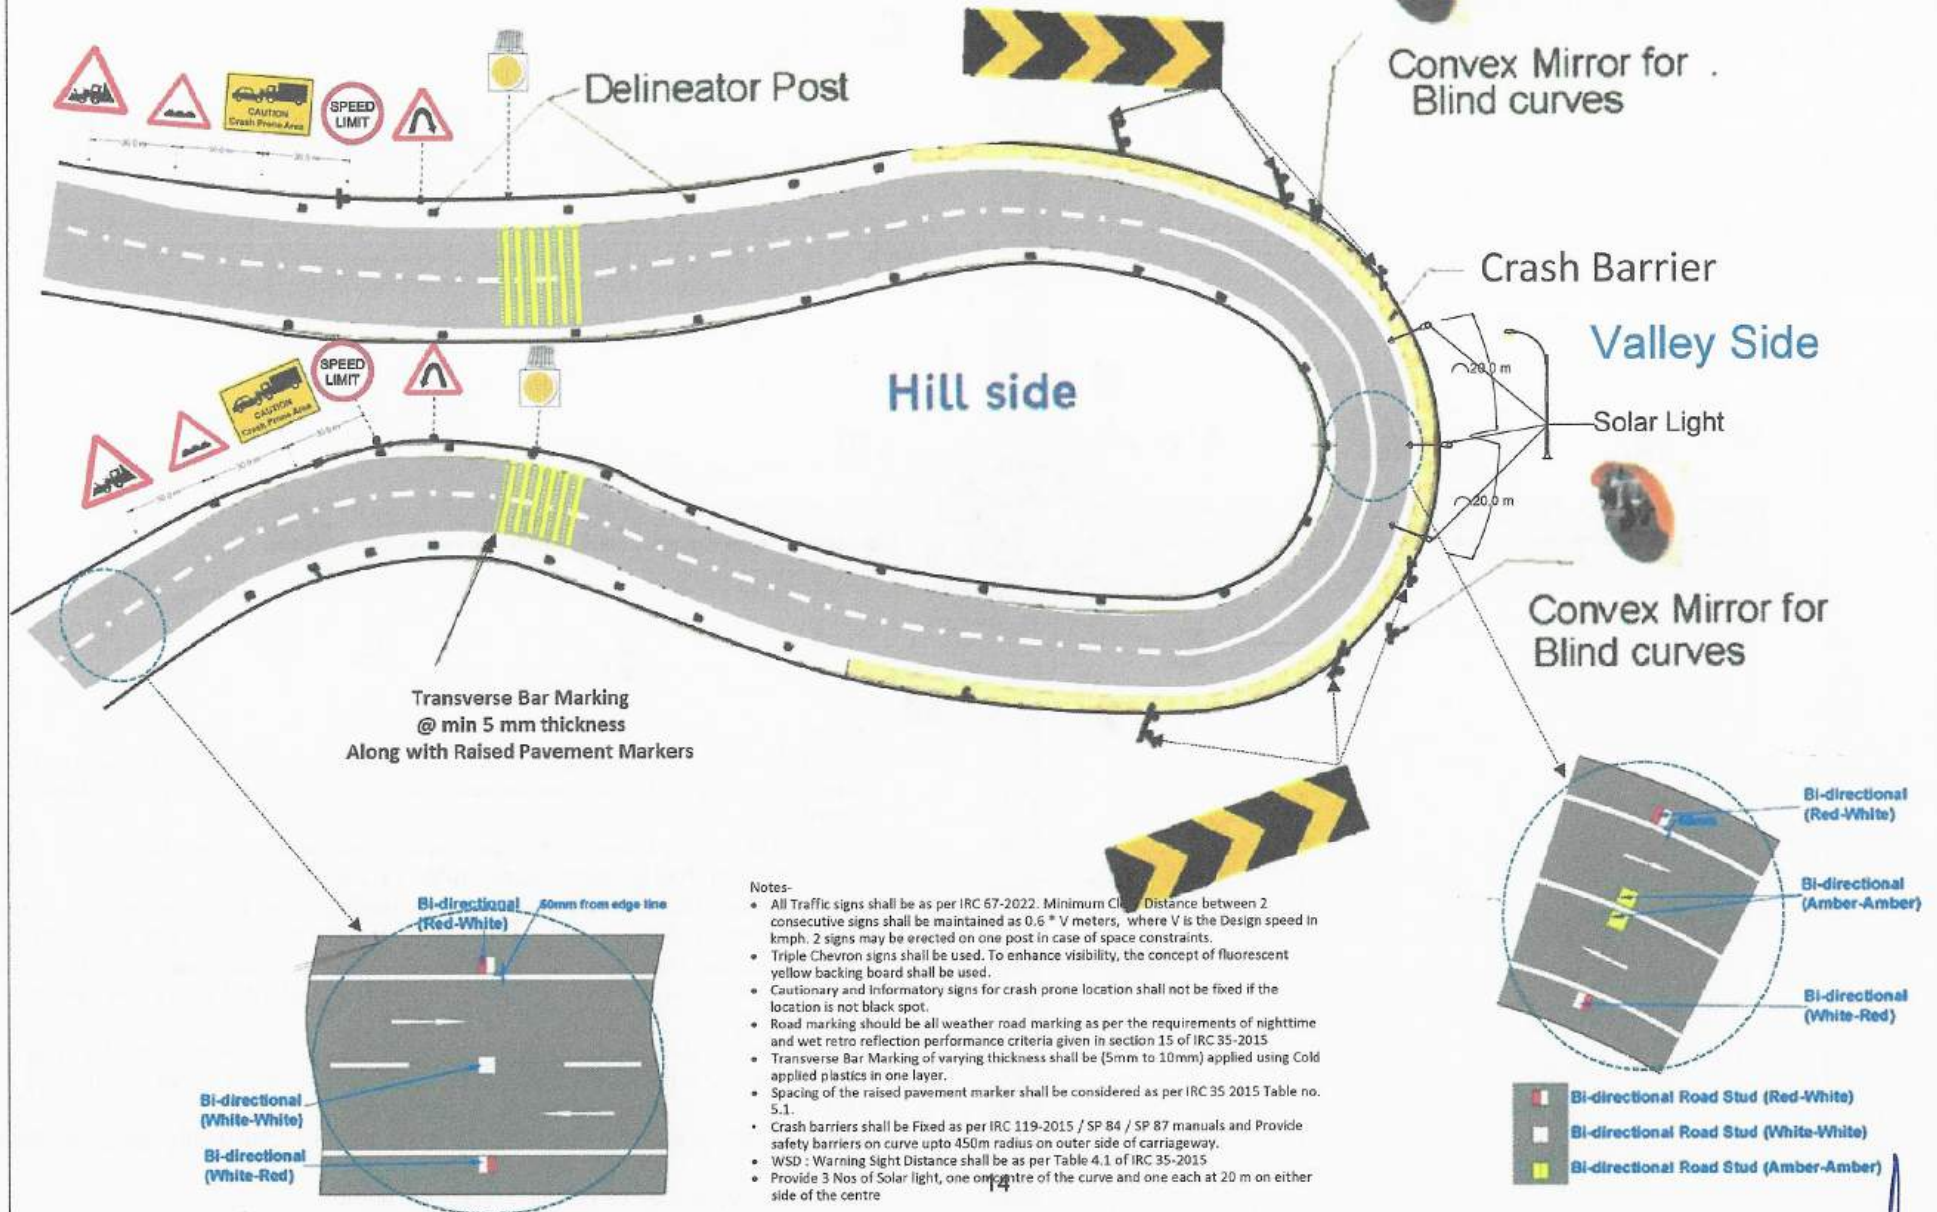 Convex Mirror for
Blind curves
Delineator Post
CAUTION
Crash Prone Area
SPEED
LIMIT
Crash Barrier
Valley Side
20.0 m
Solar Light
20.0 m
Hill side
SPEED
LIMIT
CAUTION
Crash Prone Area
Convex Mirror for
Blind curves
Transverse Bar Marking
@ min 5 mm thickness
Along with Raised Pavement Markers
Bi-directional
(Red-White)
50mm from edge line
Bi-directional
(White-White)
Bi-directional
(White-Red)
Notes-
• All Traffic signs shall be as per IRC 67-2022. Minimum Distance between 2
consecutive signs shall be maintained as 0.6 * V meters, where V is the Design speed in
kmph. 2 signs may be erected on one post in case of space constraints.
• Triple Chevron signs shall be used. To enhance visibility, the concept of fluorescent
yellow backing board shall be used.
• Cautionary and Informatory signs for crash prone location shall not be fixed if the
location is not black spot.
• Road marking should be all weather road marking as per the requirements of nighttime
and wet retro reflection performance criteria given in section 15 of IRC 35-2015
• Transverse Bar Marking of varying thickness shall be (5mm to 10mm) applied using Cold
applied plastics in one layer.
• Spacing of the raised pavement marker shall be considered as per IRC 35 2015 Table no.
5.1.
• Crash barriers shall be Fixed as per IRC 119-2015 / SP 84 / SP 87 manuals and Provide
safety barriers on curve upto 450m radius on outer side of carriageway.
• WSD : Warning Sight Distance shall be as per Table 4.1 of IRC 35-2015
• Provide 3 Nos of Solar light, one on centre of the curve and one each at 20 m on either
side of the centre
14
Bi-directional
(Red-White)
Bi-directional
(Amber-Amber)
Bi-directional
(White-Red)
Bi-directional Road Stud (Red-White)
Bi-directional Road Stud (White-White)
Bi-directional Road Stud (Amber-Amber)